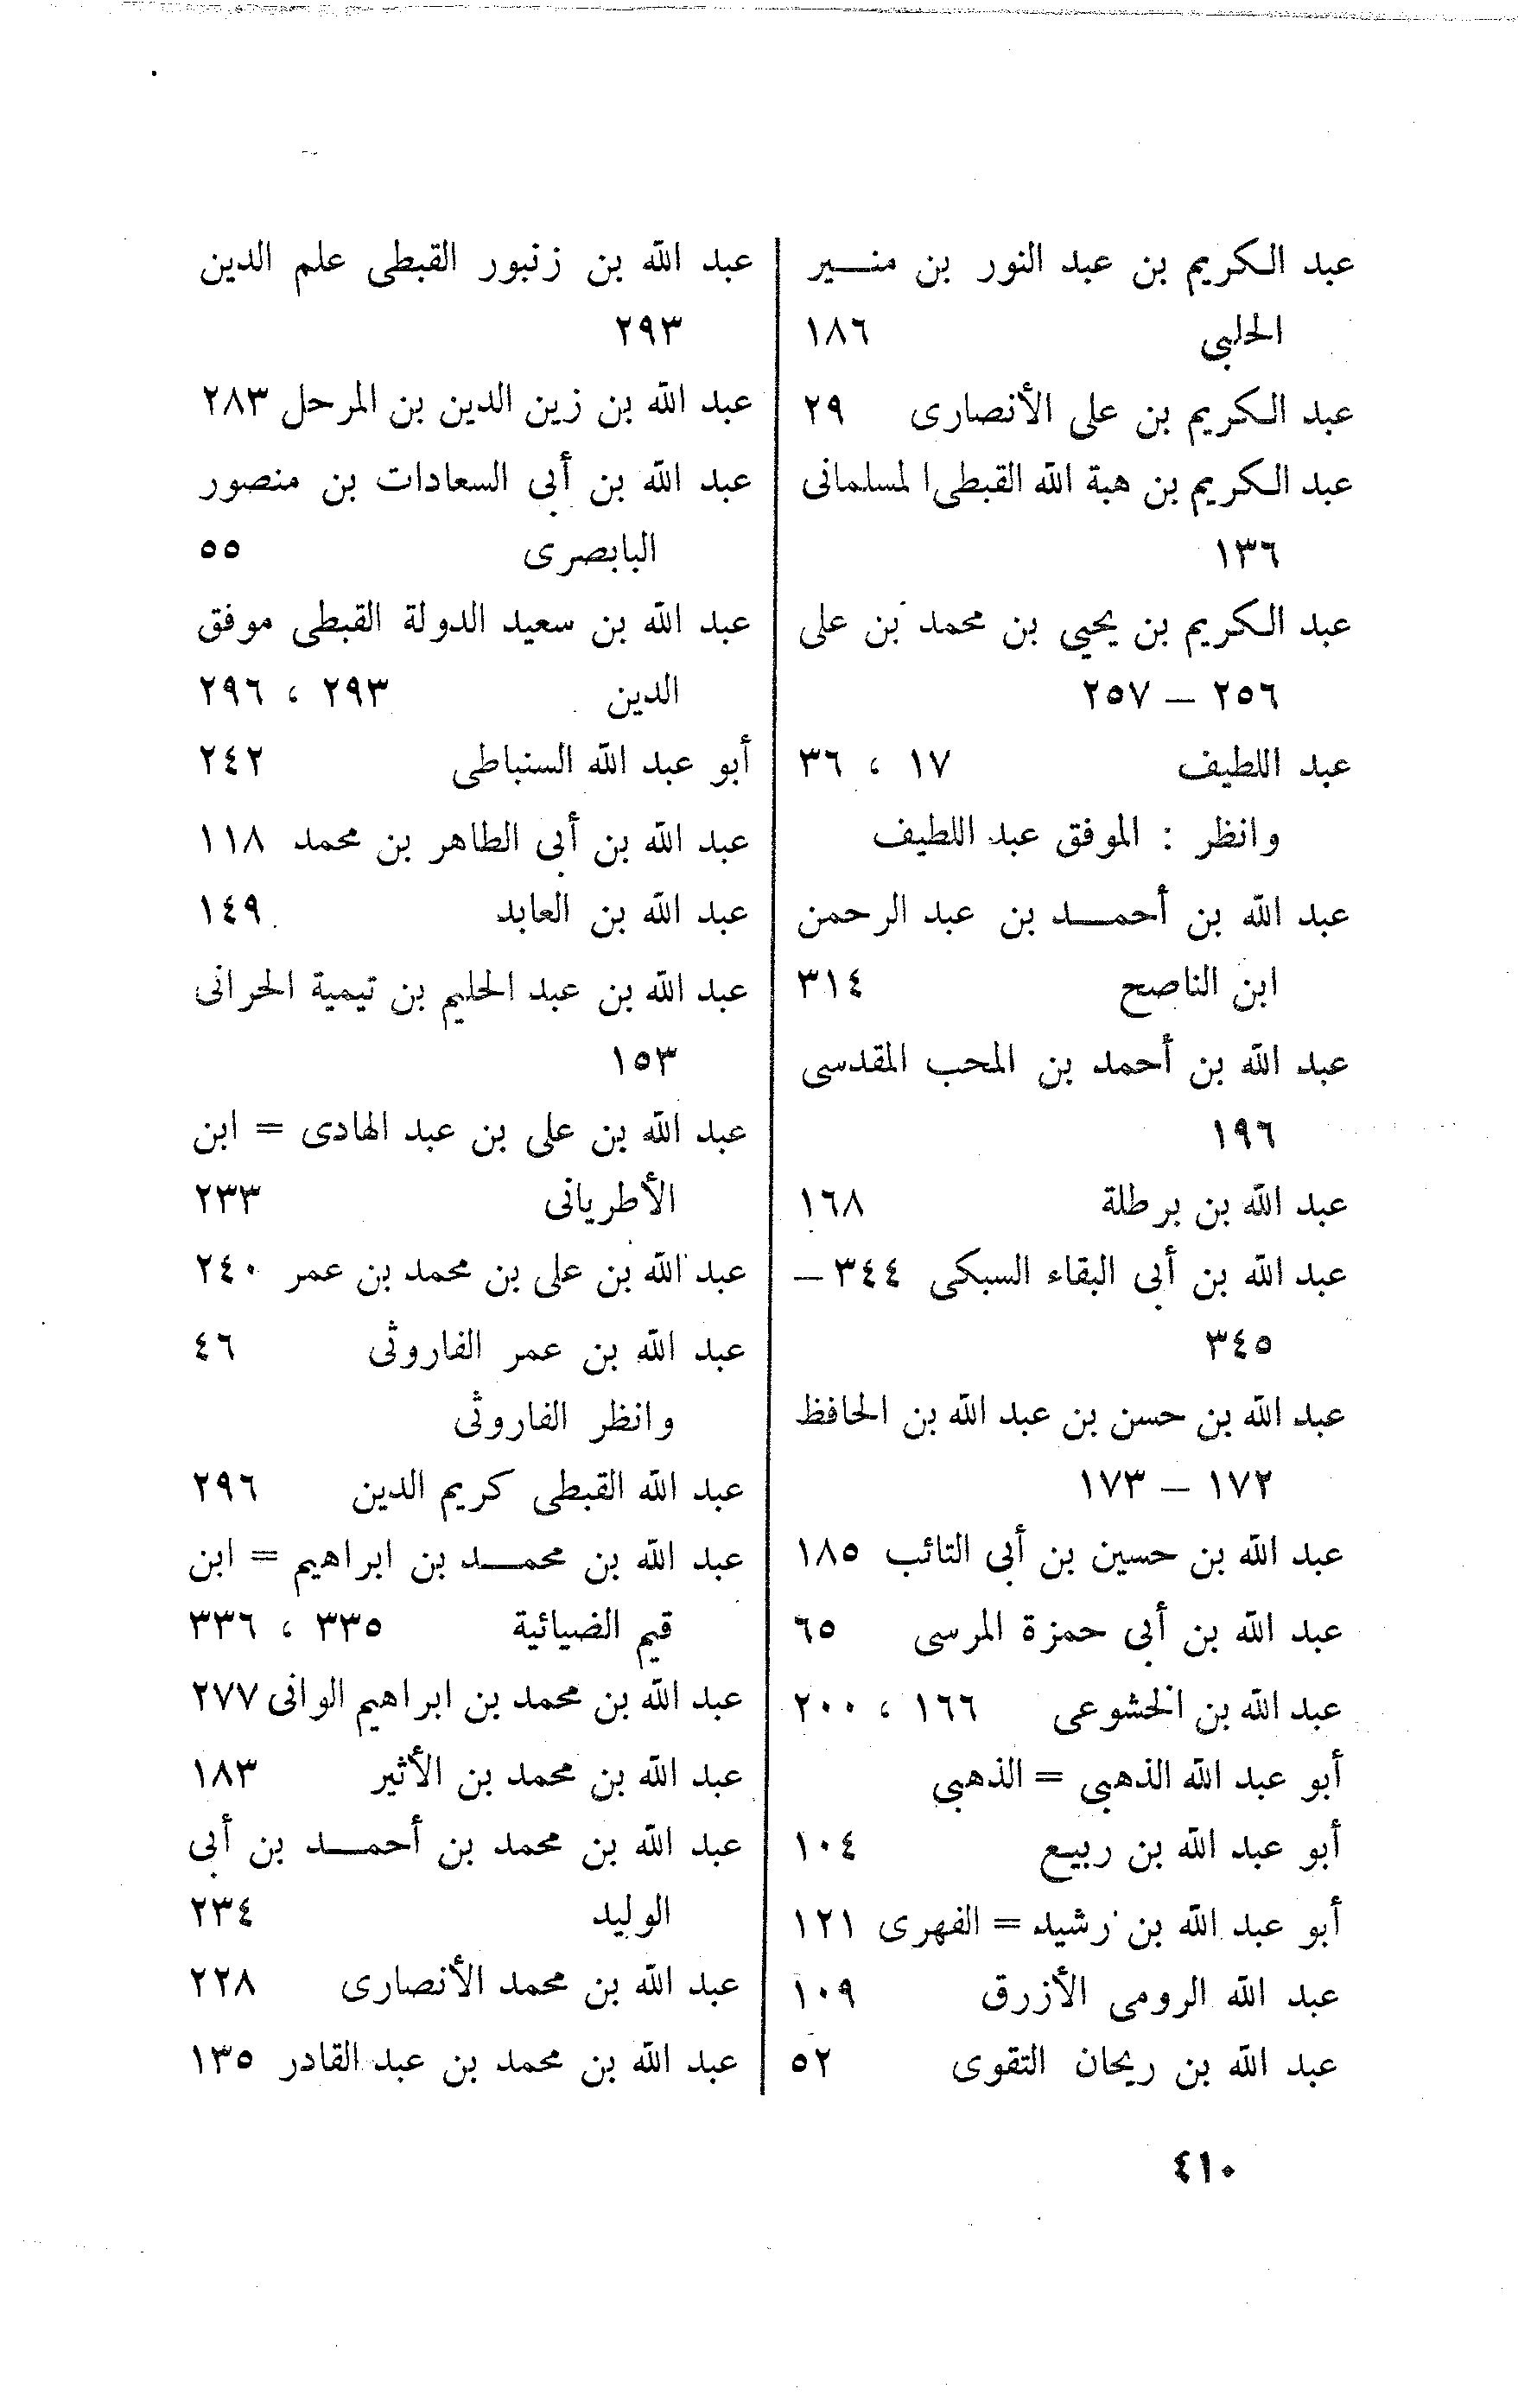 عبد الكريم بن عبد النور بن منسير
الحلبي ١٨٦
عبد الكريم بن على الأنصارى ٢٩
عبد الكريم بن هبة الله القبطى المسلمانى
١٣٦
عبد الكريم بن يحيى بن محمد بن على
٢٥٦ – ٢٥٧
عبد اللطيف ١٧ ، ٣٦
وانظر : الموفق عبد اللطيف
عبد الله بن أحمد بن عبد الرحمن
ابن الناصح ٣١٤
عبد الله بن أحمد بن المحب المقدسى
١٩٦
عبد الله بن برطلة ١٦٨
عبد الله بن أبى البقاء السبكى ٣٤٤ –
٣٤٥
عبد الله بن حسن بن عبد الله بن الحافظ
١٧٢ – ١٧٣
عبد الله بن حسين بن أبى التائب ١٨٥
عبد الله بن أبى حمزة المرسى ٦٥
عبد الله بن الخشوعى ١٦٦ ، ٢٠٠
أبو عبد الله الذهبى = الذهبى
أبو عبد الله بن ربيع ١٠٤
أبو عبد الله بن رشيد = الفهرى ١٢١
عبد الله الرومى الأزرق ١٠٩
عبد الله بن ريحان التقوى ٥٢
عبد الله بن زنبور القبطى علم الدين
٢٩٣
عبد الله بن زين الدين بن المرحل ٢٨٣
عبد الله بن أبى السعادات بن منصور
البابصرى ٥٥
عبد الله بن سعيد الدولة القبطى موفق
الدين ٢٩٣ ، ٢٩٦
أبو عبد الله السنباطى ٢٤٢
عبد الله بن أبى الطاهر بن محمد ١١٨
عبد الله بن العابد ١٤٩
عبد الله بن عبد الحليم بن تيمية الحرانى
١٥٣
عبد الله بن على بن عبد الهادى = ابن
الأطريانى ٢٣٣
عبد الله بن على بن محمد بن عمر ٢٤٠
عبد الله بن عمر الفاروثى ٤٦
وانظر الفاروثى
عبد الله القبطى كريم الدين ٢٩٦
عبد الله بن محمد بن ابراهيم = ابن
قيم الضيائية ٣٣٥ ، ٣٣٦
عبد الله بن محمد بن ابراهيم الوانى ٢٧٧
عبد الله بن محمد بن الأثير ١٨٣
عبد الله بن محمد بن أحمد بن أبى
الوليد ٢٣٤
عبد الله بن محمد الأنصارى ٢٢٨
عبد الله بن محمد بن عبد القادر ١٣٥
٤١٠